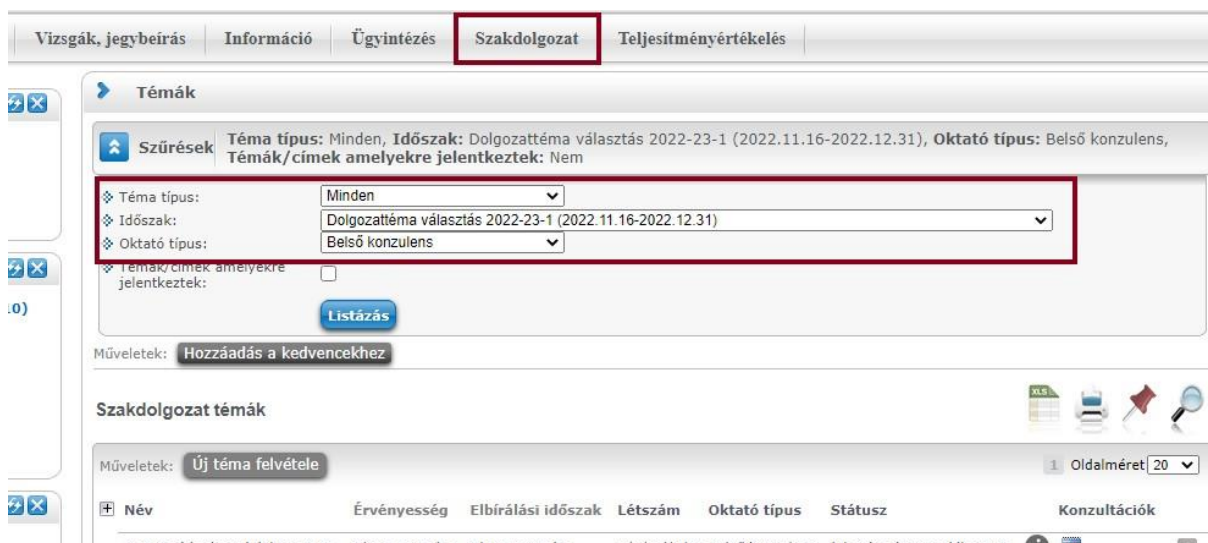 Vizsgák, jegybeírás Információ Ügyintézés Szakdolgozat Teljesítményértékelés
Témák
Szűrések Téma típus: Minden, Időszak: Dolgozattéma választás 2022-23-1 (2022.11.16-2022.12.31), Oktató típus: Belső konzulens,
Témák/címek amelyekre jelentkeztek: Nem
Téma típus: Minden
Időszak: Dolgozattéma választás 2022-23-1 (2022.11.16-2022.12.31)
Oktató típus: Belső konzulens
Témák/címek amelyekre
jelentkeztek:
.10)
Listázás
Műveletek: Hozzáadás a kedvencekhez
XLS
Szakdolgozat témák
Műveletek: Új téma felvétele 1 Oldalméret 20
Név Érvényesség Elbírálási időszak Létszám Oktató típus Státusz Konzultációk